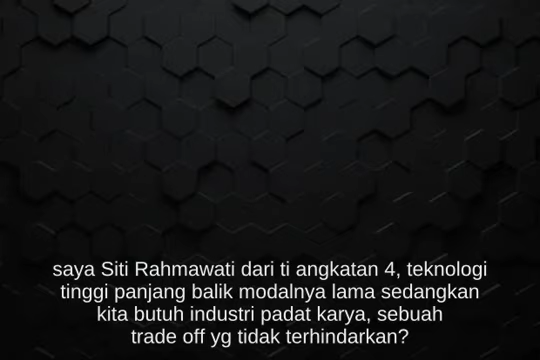 saya Siti Rahmawati dari ti angkatan 4, teknologi
tinggi panjang balik modalnya lama sedangkan
kita butuh industri padat karya, sebuah
trade off yg tidak terhindarkan?